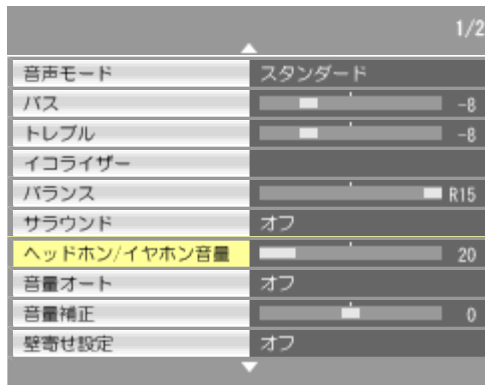 1/2
音声モード スタンダード
バス -8
トレブル -8
イコライザー
バランス R15
サラウンド オフ
ヘッドホン/イヤホン音量 20
音量オート オフ
音量補正 0
壁寄せ設定 オフ